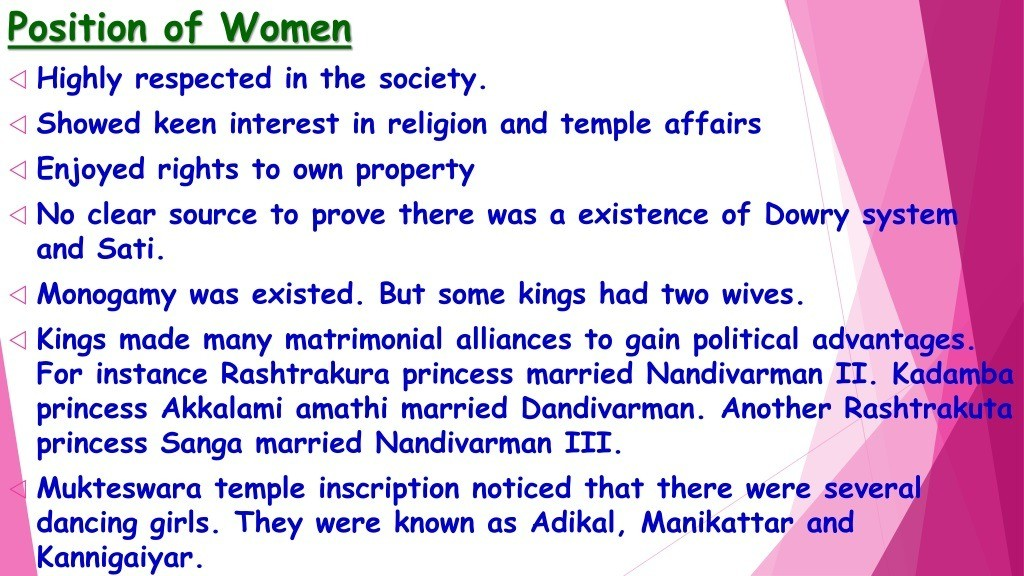 Position of Women
Highly respected in the society.
Showed keen interest in religion and temple affairs
Enjoyed rights to own property
No clear source to prove there was a existence of Dowry system
and Sati.
Monogamy was existed. But some kings had two wives.
Kings made many matrimonial alliances to gain political advantages.
For instance Rashtrakura princess married Nandivarman II. Kadamba
princess Akkalami amathi married Dandivarman. Another Rashtrakuta
princess Sanga married Nandivarman III.
Mukteswara temple inscription noticed that there were several
dancing girls. They were known as Adikal, Manikattar and
Kannigaiyar.